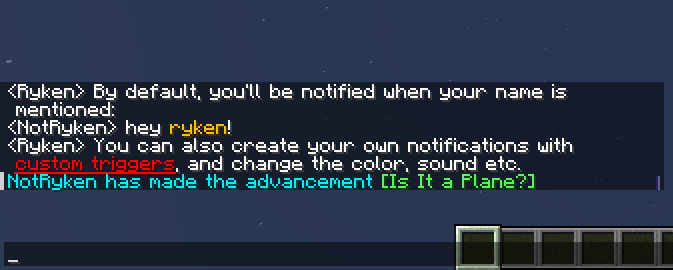 <Ryken> By default, you'll be notified when your name is
mentioned:
<NotRyken> hey ryken!
<Ryken> You can also create your own notifications with
custom triggers, and change the color, sound etc.
NotRyken has made the advancement [Is It a Plane?]
_